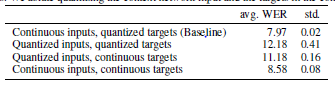 avg. WER std.
Continuous inputs, quantized targets (Baseline) 7.97 0.02
Quantized inputs, quantized targets 12.18 0.41
Quantized inputs, continuous targets 11.18 0.16
Continuous inputs, continuous targets 8.58 0.08